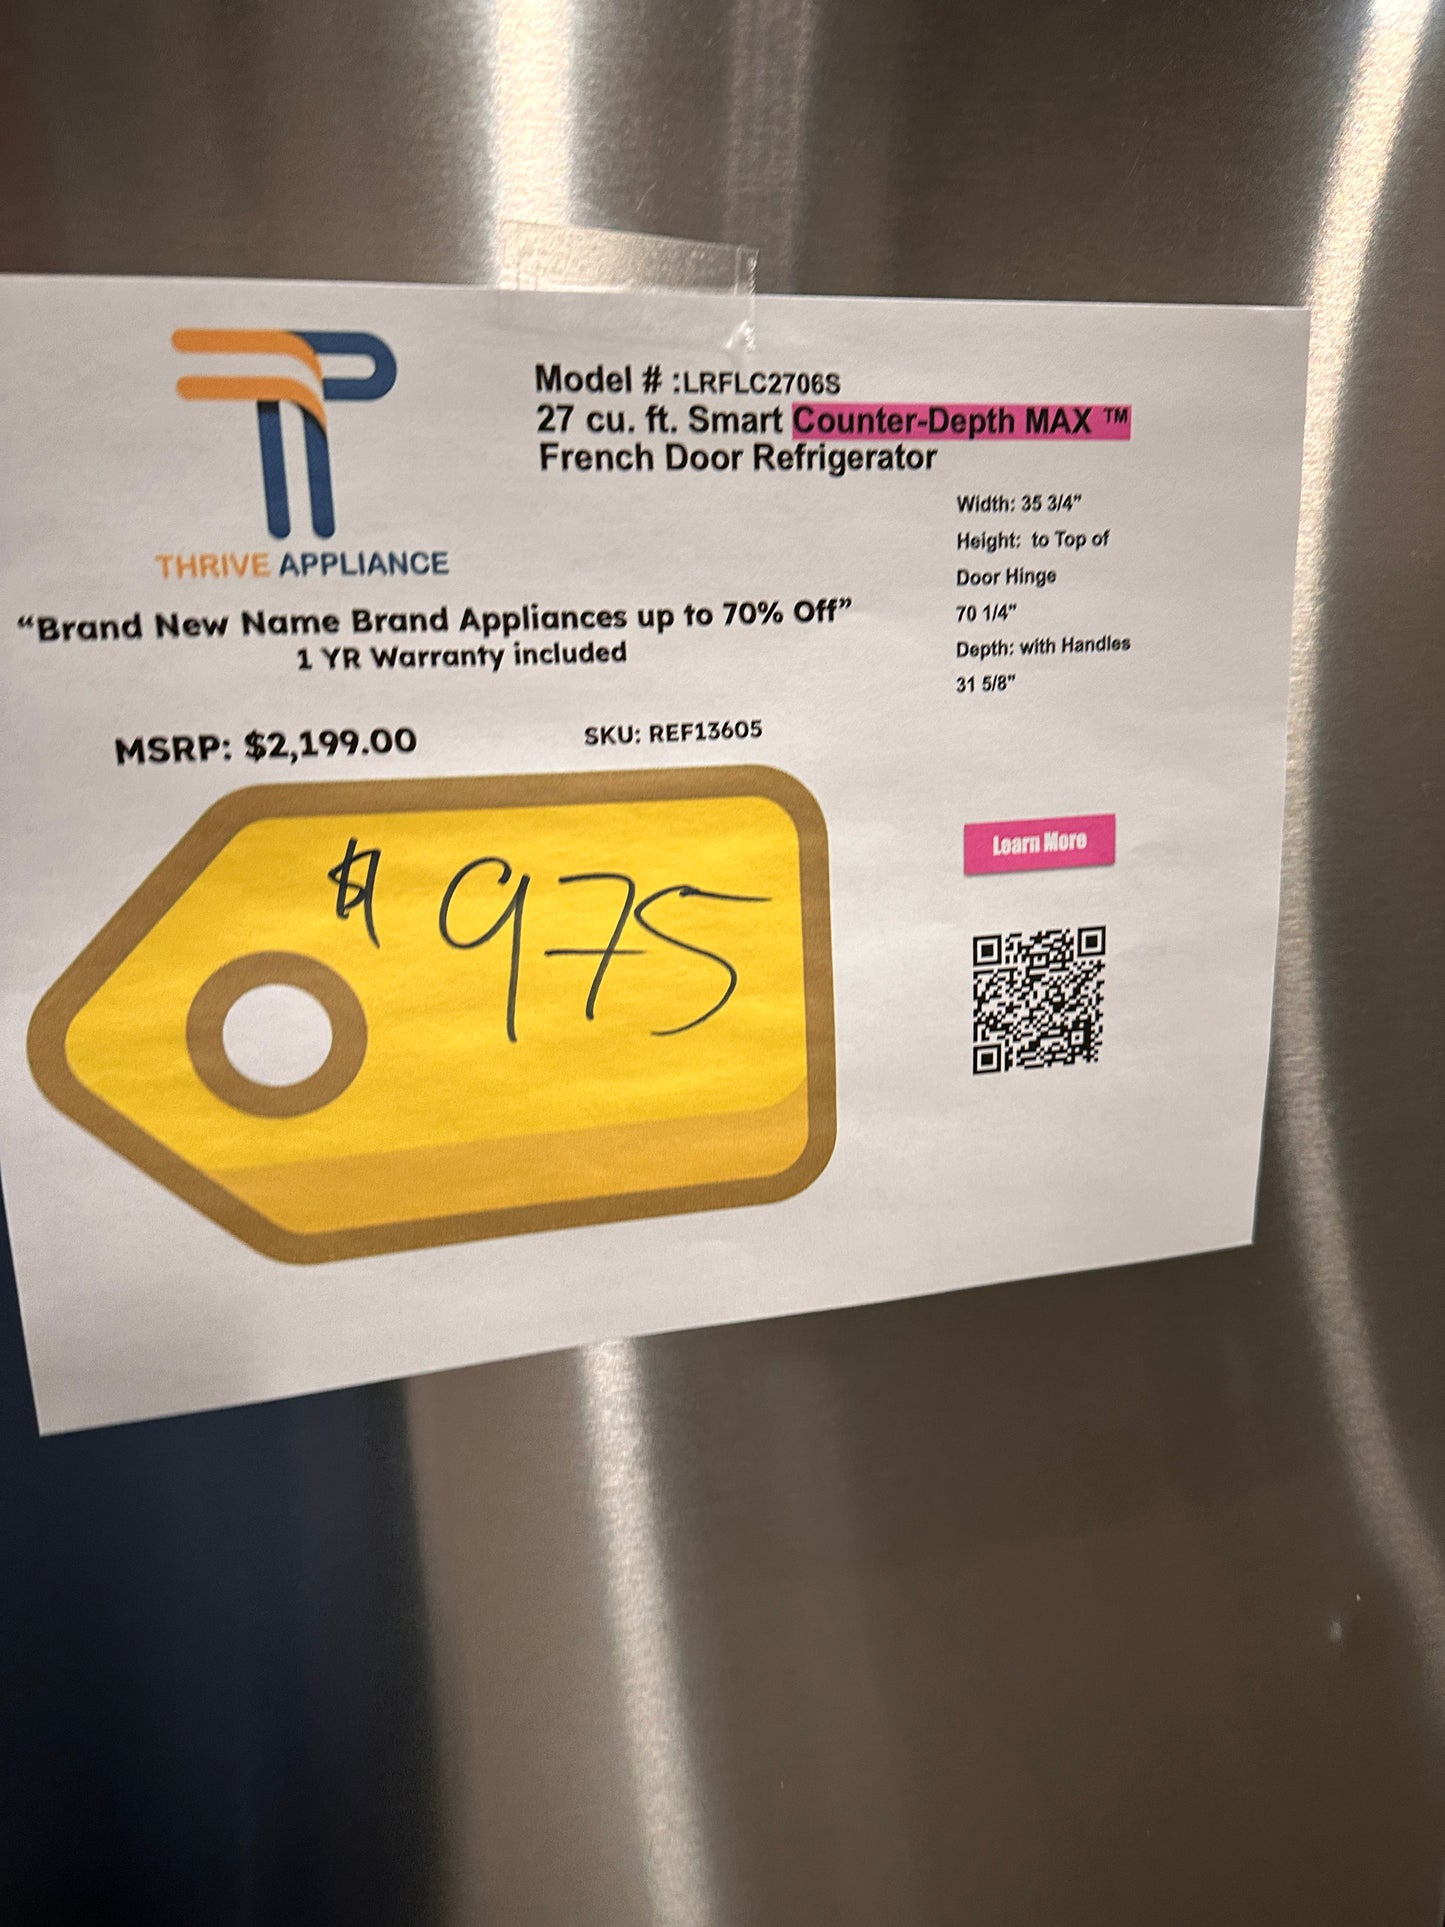 Model # :LRFLC2706S
27 cu. ft. Smart Counter-Depth MAX ™
French Door Refrigerator
Width: 35 3/4"
Height: to Top of
Door Hinge
70 1/4"
Depth: with Handles
31 5/8"
THRIVE APPLIANCE
“Brand New Name Brand Appliances up to 70% Off”
1 YR Warranty included
MSRP: $2,199.00
SKU: REF13605
$ 975
Learn More